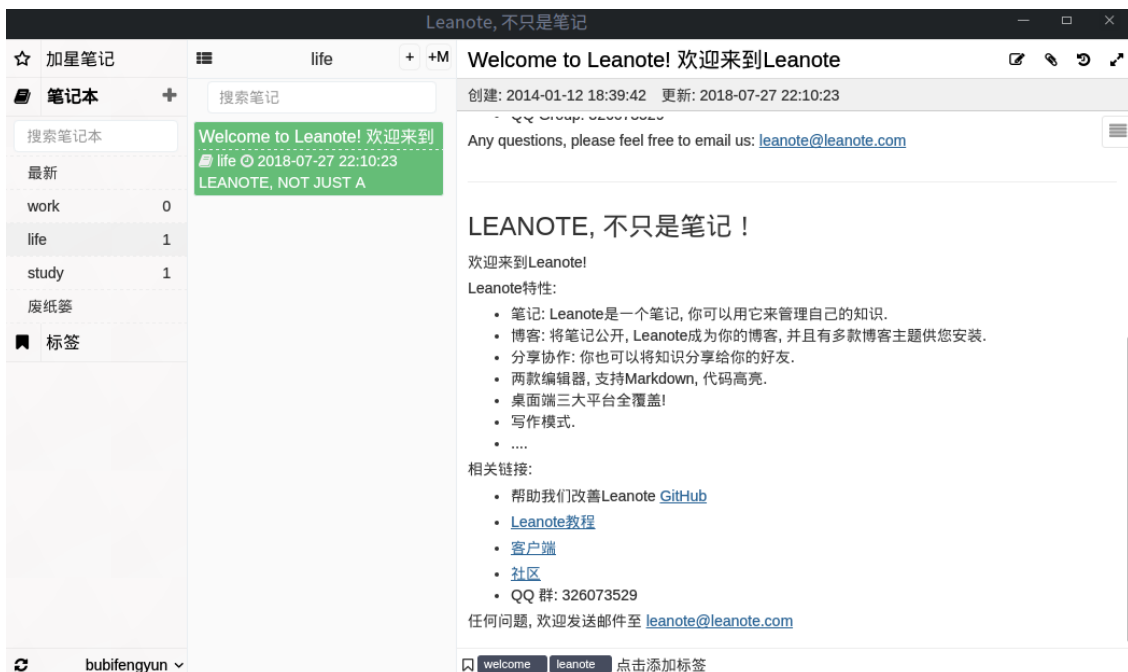 Leanote, 不只是笔记
加星笔记
笔记本
搜索笔记本
最新
work 0
life 1
study 1
废纸篓
标签
bubifengyun
life + +M
搜索笔记
Welcome to Leanote! 欢迎来到
life 2018-07-27 22:10:23
LEANOTE, NOT JUST A
Welcome to Leanote! 欢迎来到Leanote
创建: 2014-01-12 18:39:42 更新: 2018-07-27 22:10:23
QQ Group: 326073529
Any questions, please feel free to email us: leanote@leanote.com
LEANOTE, 不只是笔记！
欢迎来到Leanote!
Leanote特性:
• 笔记: Leanote是一个笔记, 你可以用它来管理自己的知识.
• 博客: 将笔记公开, Leanote成为你的博客, 并且有多款博客主题供您安装.
• 分享协作: 你也可以将知识分享给你的好友.
• 两款编辑器, 支持Markdown, 代码高亮.
• 桌面端三大平台全覆盖!
• 写作模式.
• ....
相关链接:
• 帮助我们改善Leanote GitHub
• Leanote教程
• 客户端
• 社区
• QQ 群: 326073529
任何问题, 欢迎发送邮件至 leanote@leanote.com
welcome leanote 点击添加标签